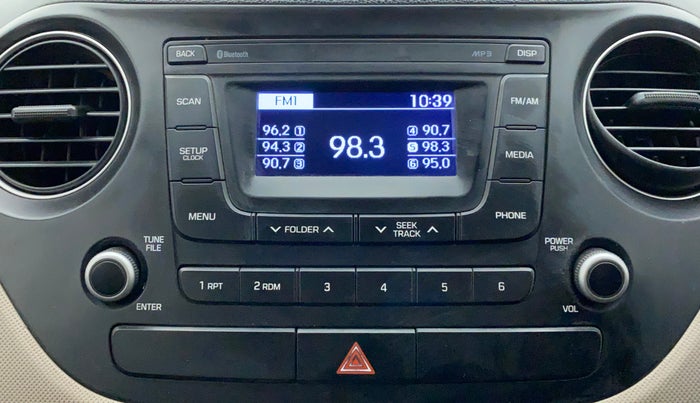 BACK Bluetooth MP3 DISP
SCAN FM1 10:39 FM/AM
96.2 1 4 90.7
94.3 2 98.3 5 98.3
90.7 3 6 95.0
SETUP
CLOCK
MEDIA
MENU FOLDER SEEK
TRACK
PHONE
TUNE
FILE
POWER
PUSH
1 RPT 2 RDM 3 4 5 6
ENTER VOL